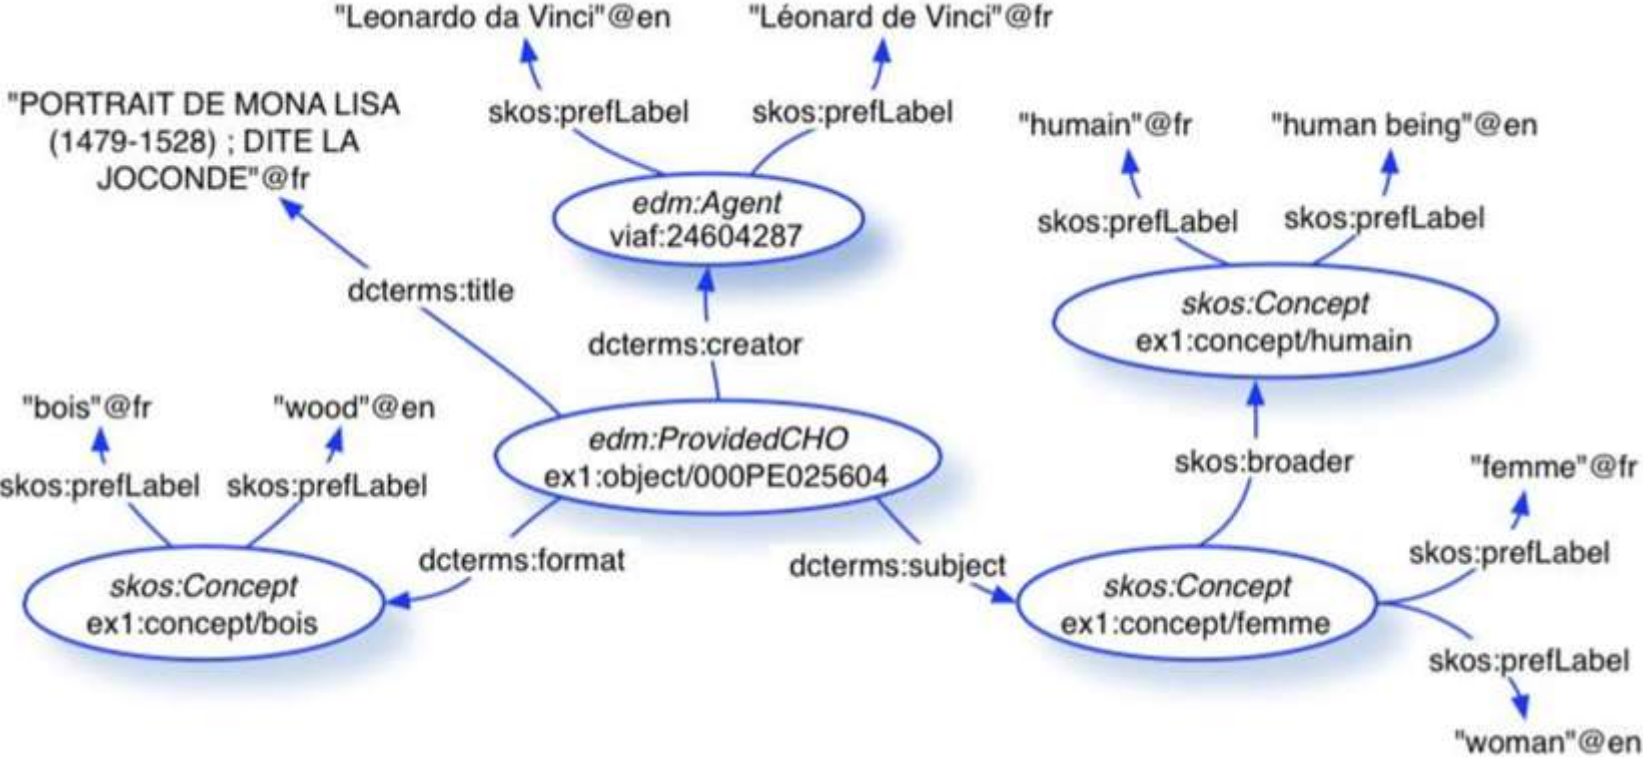 "Leonardo da Vinci"@en
"Léonard de Vinci"@fr
skos:prefLabel
skos:prefLabel
"PORTRAIT DE MONA LISA
(1479-1528) ; DITE LA
JOCONDE"@fr
edm:Agent
viaf:24604287
"humain"@fr
"human being"@en
skos:prefLabel
skos:prefLabel
skos:Concept
ex1:concept/humain
dcterms:title
dcterms:creator
"bois"@fr
"wood"@en
skos:prefLabel
skos:prefLabel
edm:ProvidedCHO
ex1:object/000PE025604
skos:broader
"femme"@fr
skos:prefLabel
dcterms:format
dcterms:subject
skos:Concept
ex1:concept/bois
skos:Concept
ex1:concept/femme
skos:prefLabel
"woman"@en